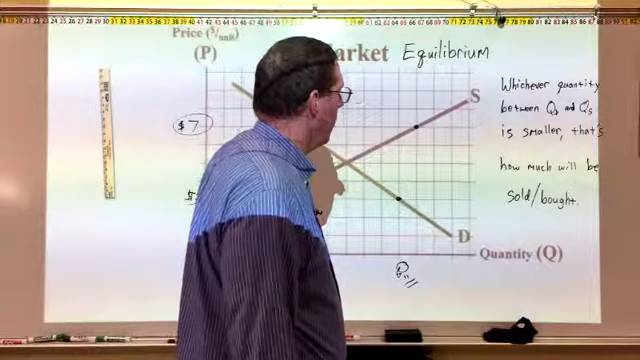 Price ($/unit)
(P)
arket Equilibrium
$7
S
D
Quantity (Q)
Whichever quantity
between Qd and Qs
is smaller, that's
how much will be
sold/bought.